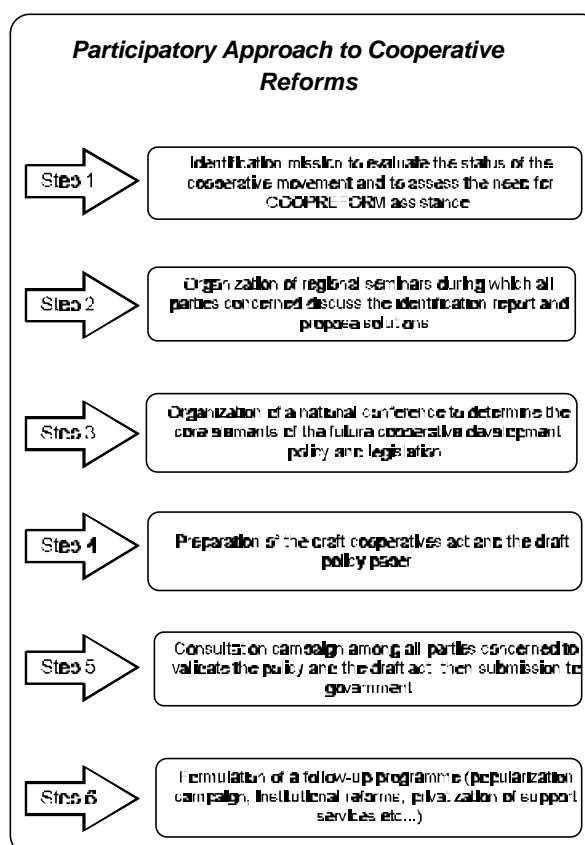 Participatory Approach to Cooperative
Reforms
Step 1
Identification mission to evaluate the status of the
cooperative movement and to assess the need for
COOPREFORM assistance
Step 2
Organization of regional seminars during which all
parties concerned discuss the identification report and
propose solutions
Step 3
Organization of a national conference to determine the
core elements of the future cooperative development
policy and legislation
Step 4
Preparation of the draft cooperatives act and the draft
policy paper
Step 5
Consultation campaign among all parties concerned to
validate the policy and the draft act, then submission to
government
Step 6
Formulation of a follow-up programme (popularization
campaign, institutional reforms, privatization of support
services etc...)